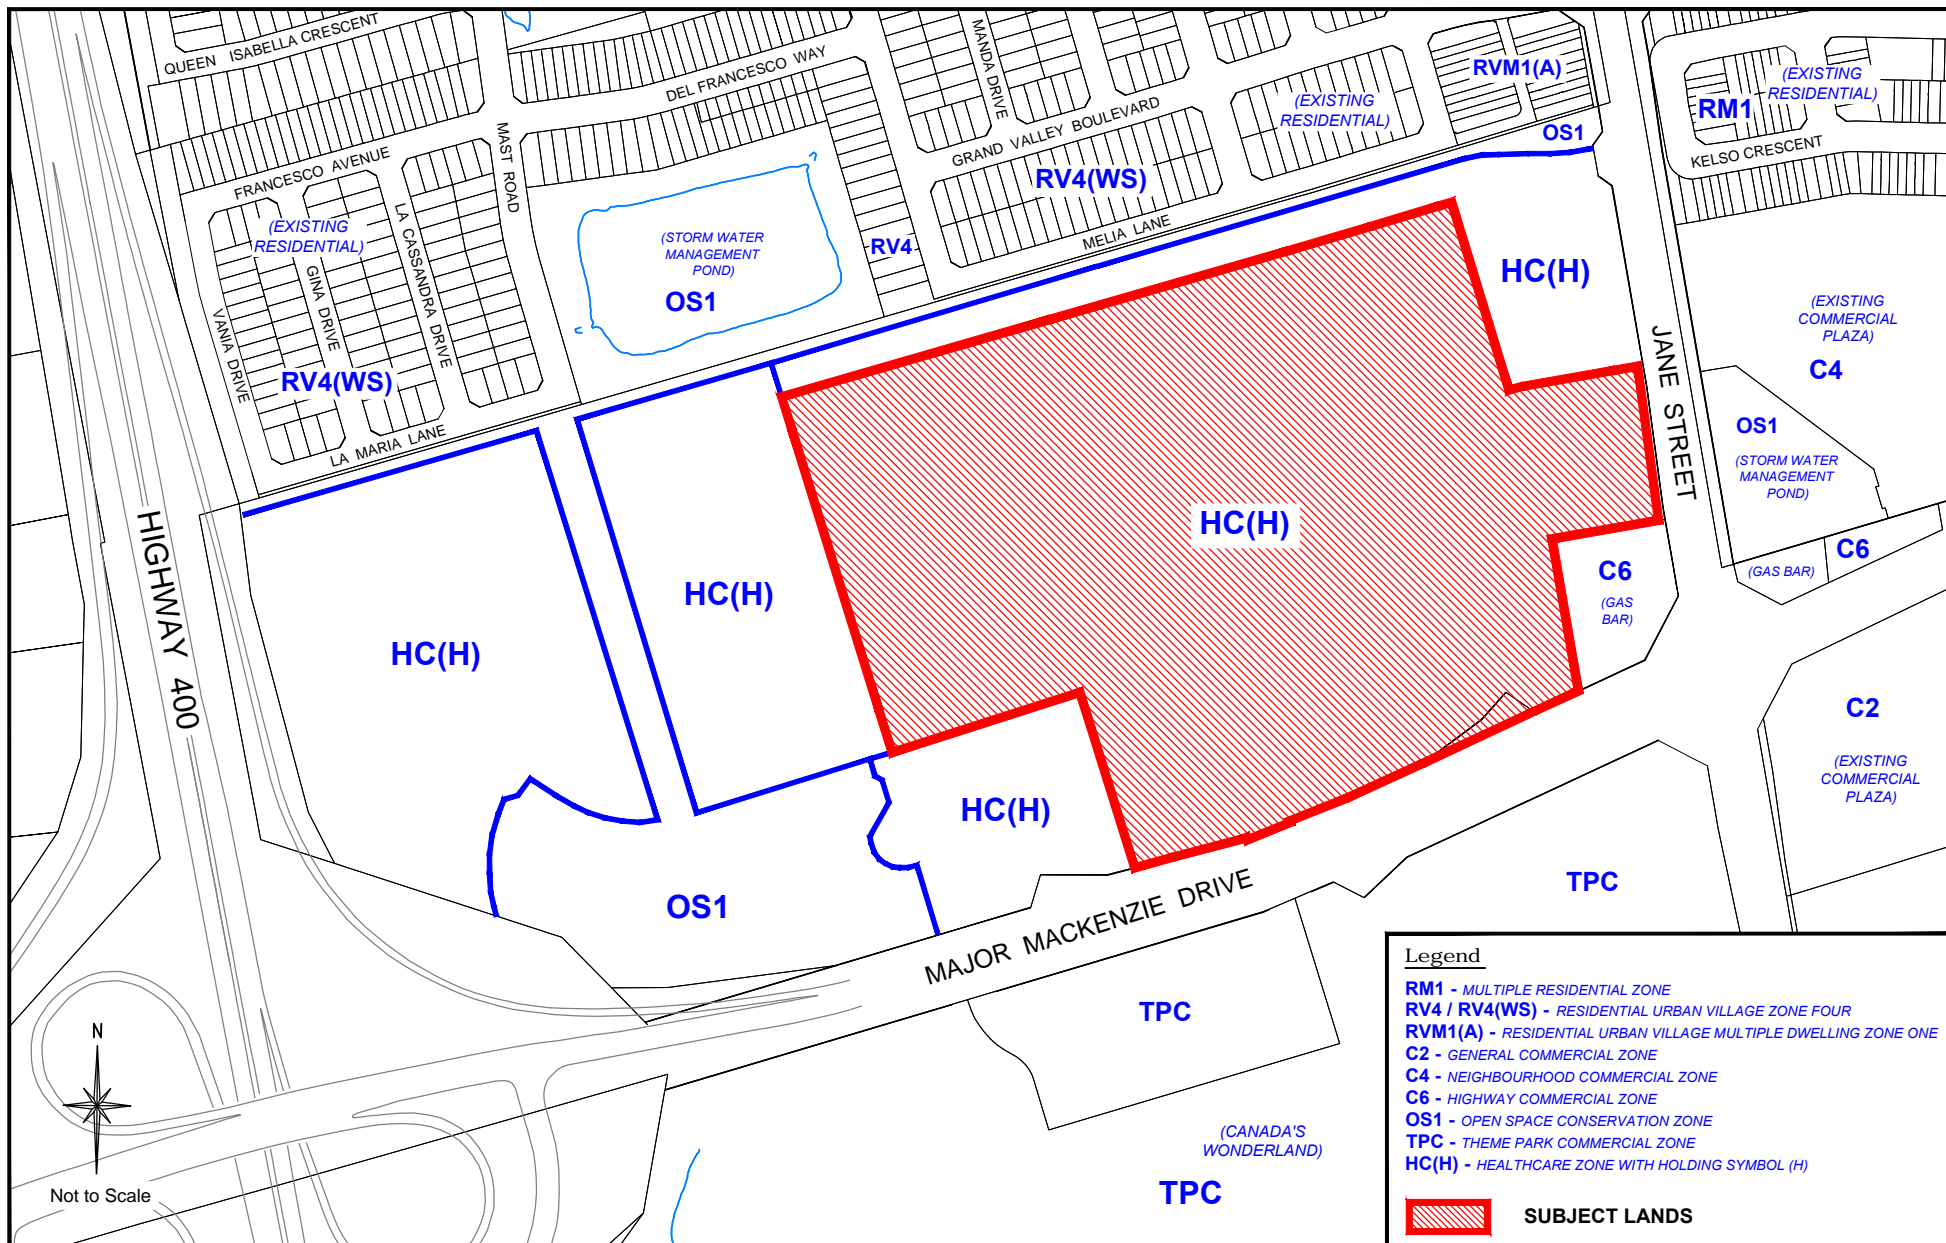 QUEEN ISABELLA CRESCENT
DEL FRANCESCO WAY
MANDA DRIVE
RVM1(A)
(EXISTING
RESIDENTIAL)
RM1
(EXISTING
RESIDENTIAL)
GRAND VALLEY BOULEVARD
OS1
KELSO CRESCENT
FRANCESCO AVENUE
MAST ROAD
RV4(WS)
(EXISTING
RESIDENTIAL)
LA CASSANDRA DRIVE
GINA DRIVE
VANIA DRIVE
RV4(WS)
LA MARIA LANE
(STORM WATER
MANAGEMENT
POND)
OS1
RV4
MELIA LANE
HC(H)
JANE STREET
(EXISTING
COMMERCIAL
PLAZA)
C4
OS1
(STORM WATER
MANAGEMENT
POND)
HIGHWAY 400
HC(H)
HC(H)
HC(H)
C6
(GAS
BAR)
(GAS BAR)
C6
C2
(EXISTING
COMMERCIAL
PLAZA)
HC(H)
OS1
MAJOR MACKENZIE DRIVE
TPC
TPC
(CANADA'S
WONDERLAND)
TPC
N
Not to Scale
Legend
RM1 - MULTIPLE RESIDENTIAL ZONE
RV4 / RV4(WS) - RESIDENTIAL URBAN VILLAGE ZONE FOUR
RVM1(A) - RESIDENTIAL URBAN VILLAGE MULTIPLE DWELLING ZONE ONE
C2 - GENERAL COMMERCIAL ZONE
C4 - NEIGHBOURHOOD COMMERCIAL ZONE
C6 - HIGHWAY COMMERCIAL ZONE
OS1 - OPEN SPACE CONSERVATION ZONE
TPC - THEME PARK COMMERCIAL ZONE
HC(H) - HEALTHCARE ZONE WITH HOLDING SYMBOL (H)
SUBJECT LANDS